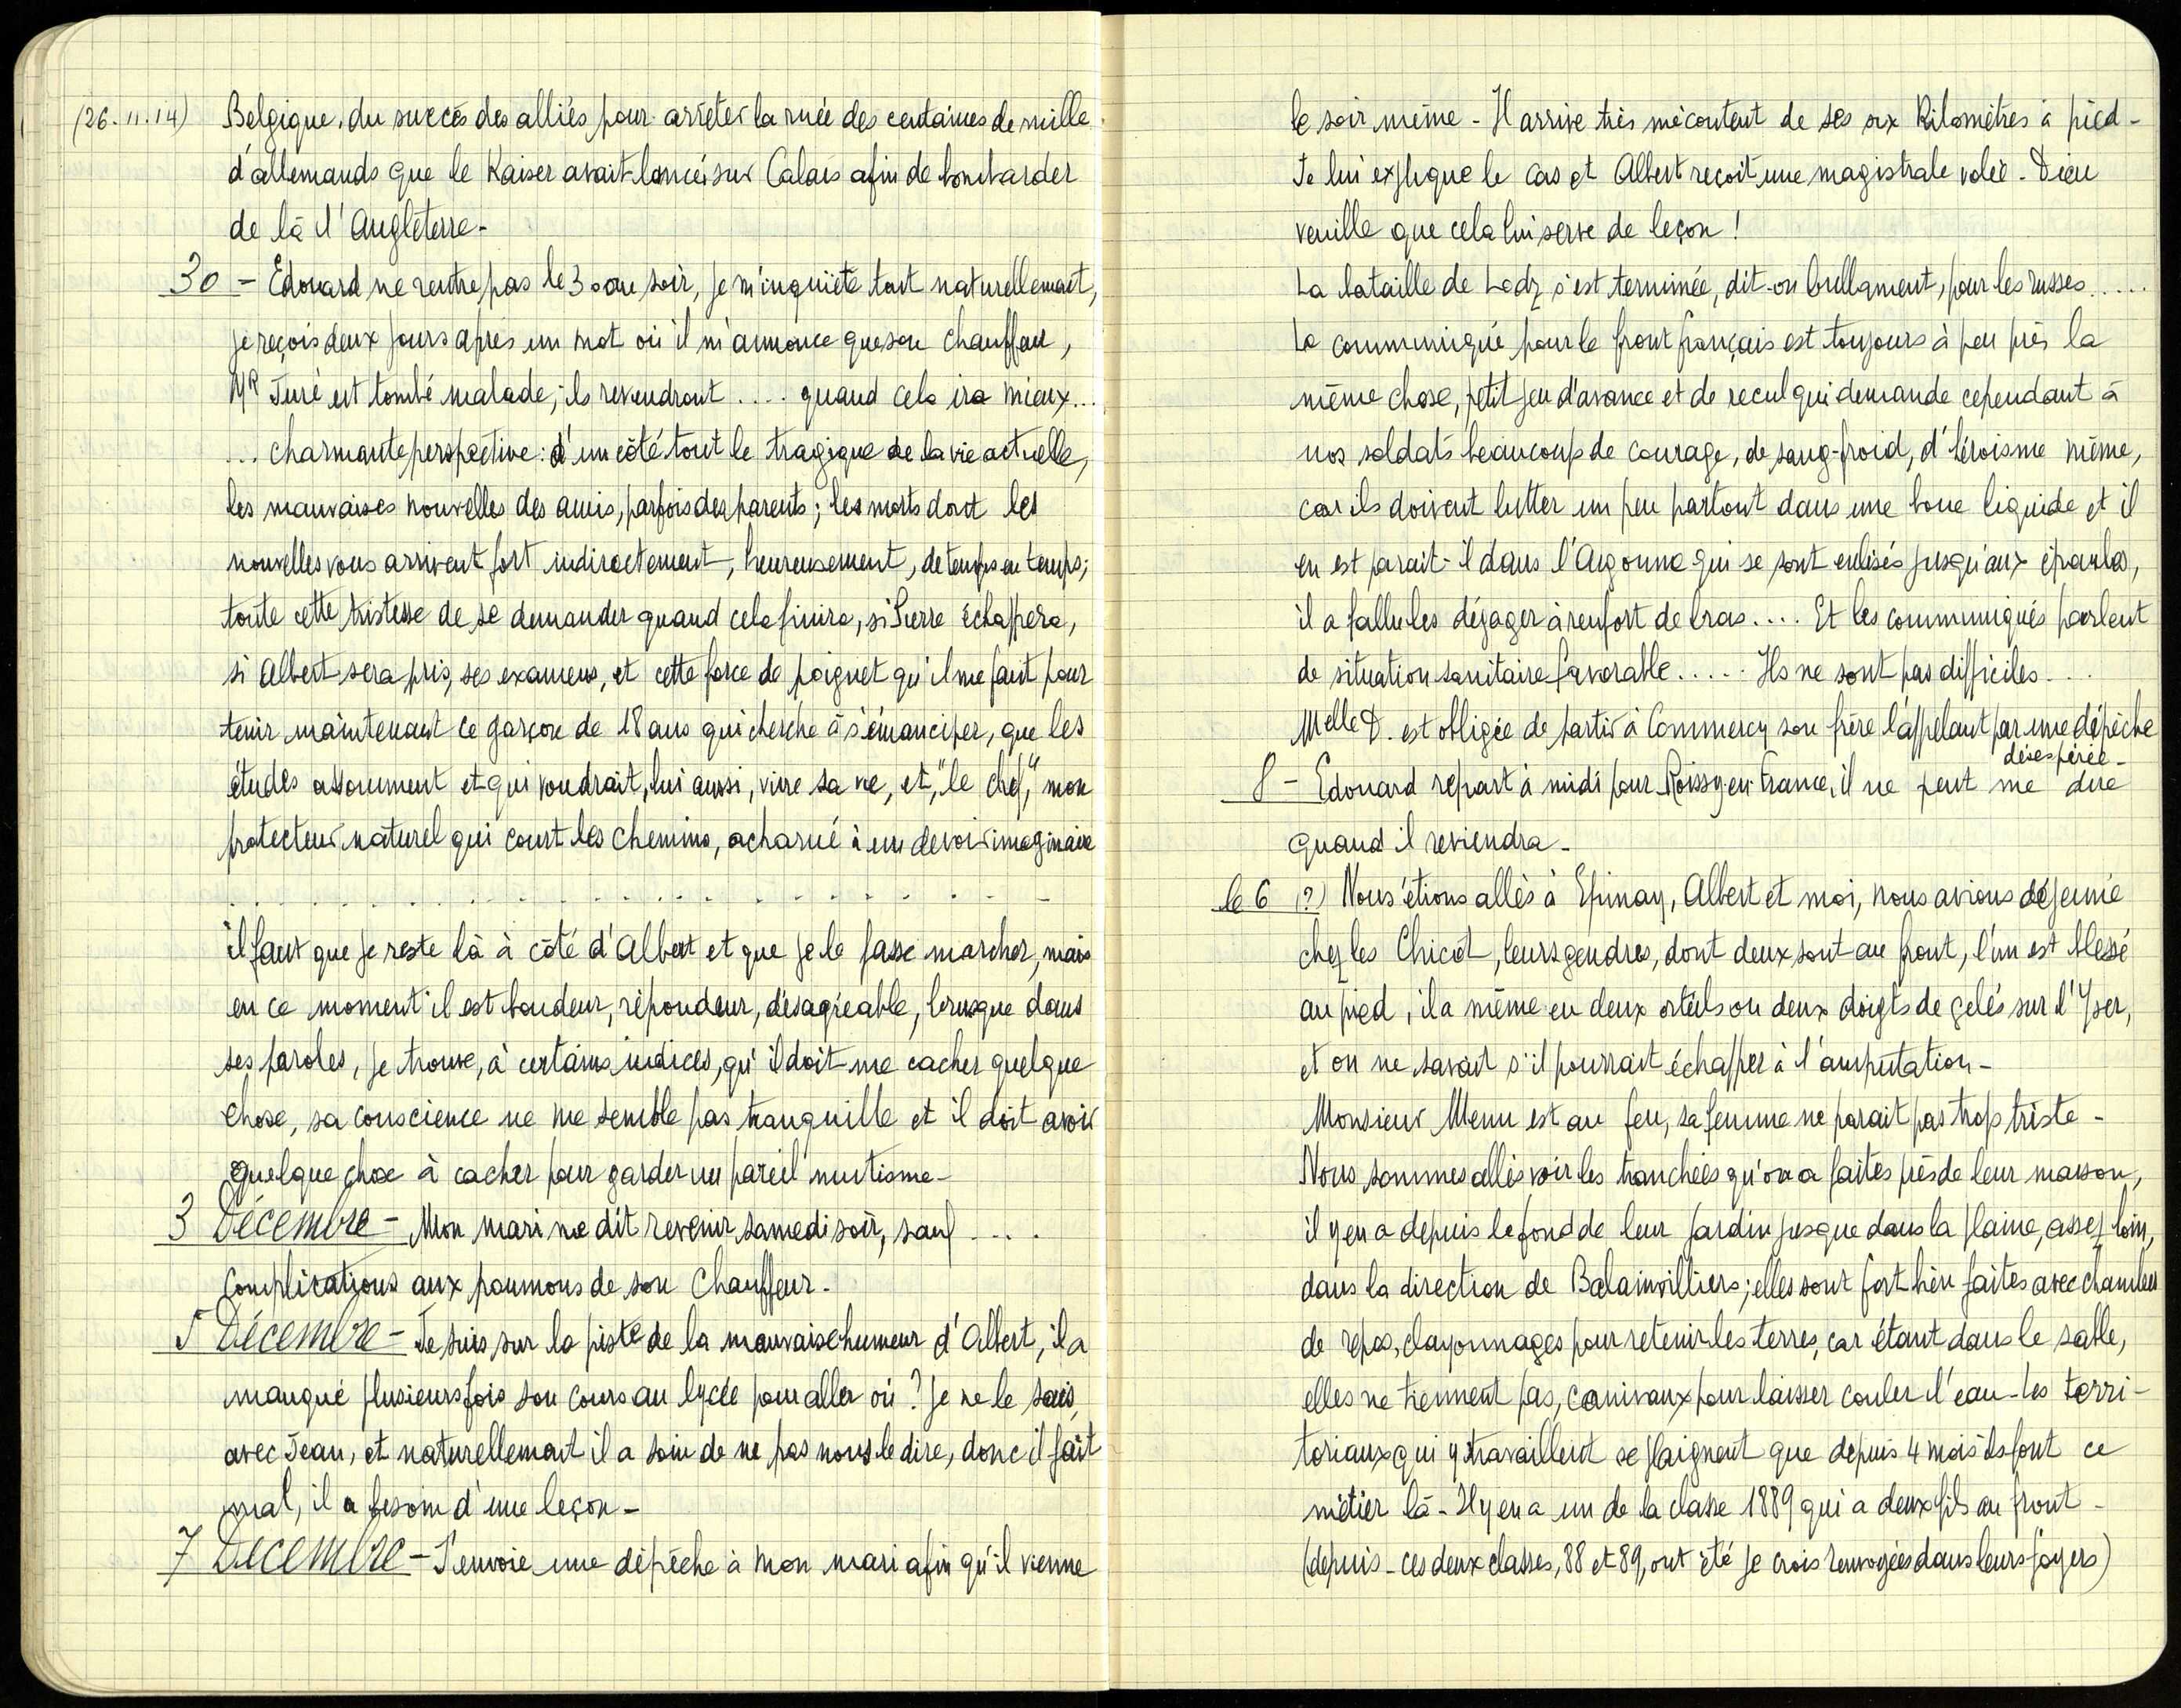 (26.11.14) Belgique, du succès des alliés pour arrêter la ruée des centaines de mille
d'allemands que le Kaiser avait lancés sur Calais afin de bombarder
de là l'Angleterre-
30 - Edouard ne rentre pas le 30 au soir, je m'inquiète tout naturellement,
je reçois deux jours après un mot où il m'annonce que son chauffeur,
Mr Juré est tombé malade; ils reviendront .... quand cela ira mieux...
... charmante perspective: d'un côté tout le tragique de la vie actuelle,
les mauvaises nouvelles des amis, parfois des parents; les morts dont les
nouvelles vous arrivent fort indirectement, heureusement, de temps en temps;
toute cette tristesse de se demander quand cela finira, si Pierre échappera,
si Albert sera pris, ses examens, et cette force de poignet qu'il me faut pour
tenir maintenant ce garçon de 18 ans qui cherche à s'émanciper, que les
études assomment et qui voudrait, lui aussi, vivre sa vie, et, "le chef", mon
protecteur naturel qui court les chemins, acharné à un devoir imaginaire
. . . . . . . . . . . . . . . . . -
il faut que je reste là à côté d'Albert et que je le fasse marcher, mais
en ce moment il est boudeur, répondeur, désagréable, brusque dans
ses paroles, je trouve, à certains indices, qu'il doit me cacher quelque
chose, sa conscience ne me semble pas tranquille et il doit avoir
quelque chose à cacher pour garder un pareil mutisme-
3 Décembre - Mon mari me dit revenir samedi soir, sauf ....
complications aux poumons de son chauffeur-
5 Décembre - Je suis sur la piste de la mauvaise humeur d'Albert, il a
manqué plusieurs fois son cours au lycée pour aller où? je ne le sais,
avec Jean, et naturellement il a soin de ne pas nous le dire, donc il fait
mal, il a besoin d'une leçon-
7 Décembre - J'envoie une dépêche à mon mari afin qu'il vienne
le soir même - Il arrive très mécontent de ses six Kilomètres à pied-
Je lui explique le cas et Albert reçoit une magistrale volée- Dieu
veuille que cela lui serve de leçon!
La bataille de Lodz s'est terminée, dit-on brillament, pour les russes.....
Le communiqué pour le front français est toujours à peu près la
même chose, petit jeu d'avance et de recul qui demande cependant à
nos soldats beaucoup de courage, de sang-froid, d'héroisme même,
car ils doivent lutter un peu partout dans une boue liquide et il
en est parait-il dans l'Argonne qui se sont enlisés jusqu'aux épaules,
il a fallu les dégager à renfort de bras.... Et les communiqués parlent
de situation sanitaire favorable..... Ils ne sont pas difficiles...
Melle D. est obligée de partir à Commercy son frère l'appelant par une dépêche
désespérée-
8 - Edouard repart à midi pour Roissy-en-France, il ne peut me dire
quand il reviendra-
le 6 (?) Nous étions allés à Epinay, Albert et moi, nous avions déjeuné
chez les Chicot, leurs gendres, dont deux sont au front, l'un est blessé
au pied, il a même eu deux orteils ou deux doigts de gelés sur l'Yser,
et on ne savait s'il pourrait échapper à l'amputation-
Monsieur Menu est au feu, sa femme ne parait pas trop triste-
Nous sommes allés voir les tranchées qu'on a faites près de leur maison,
il y en a depuis le fond de leur jardin jusque dans la plaine, assez loin,
dans la direction de Balainvilliers; elles sont fort bien faites avec chambres
de repos, clayonnages pour retenir les terres, car étant dans le sable,
elles ne tiennent pas, canivaux pour laisser couler l'eau- Les terri-
toriaux qui y travaillent se plaignent que depuis 4 mois ils font ce
métier là- Il y en a un de la classe 1889 qui a deux fils au front-
(depuis- ces deux classes, 88 et 89, ont été je crois renvoyées dans leurs foyers)